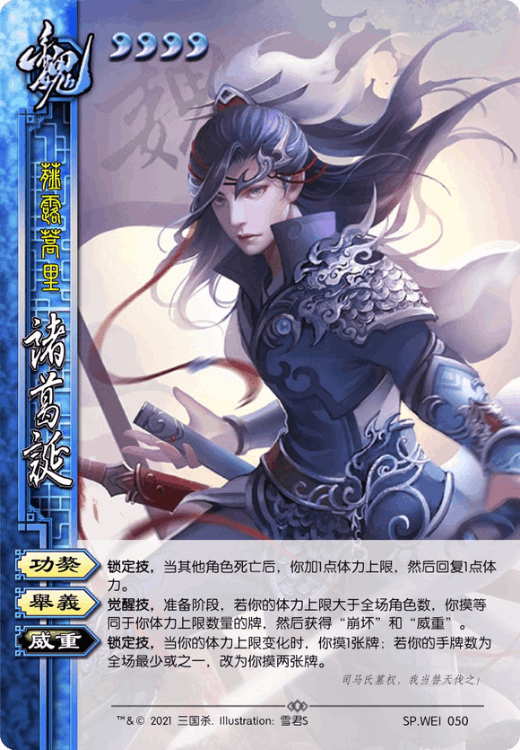 魏
薤露蒿里
諸葛誕
功獒
锁定技，当其他角色死亡后，你加1点体力上限，然后回复1点体
力。
舉義
觉醒技，准备阶段，若你的体力上限大于全场角色数，你摸等
同于你体力上限数量的牌，然后获得“崩坏”和“威重”。
威重
锁定技，当你的体力上限变化时，你摸1张牌；若你的手牌数为
全场最少或之一，改为你摸两张牌。
司马氏篡权，我当替天伐之！
™&© 2021 三国杀. Illustration: 雪君S
SP.WEI 050